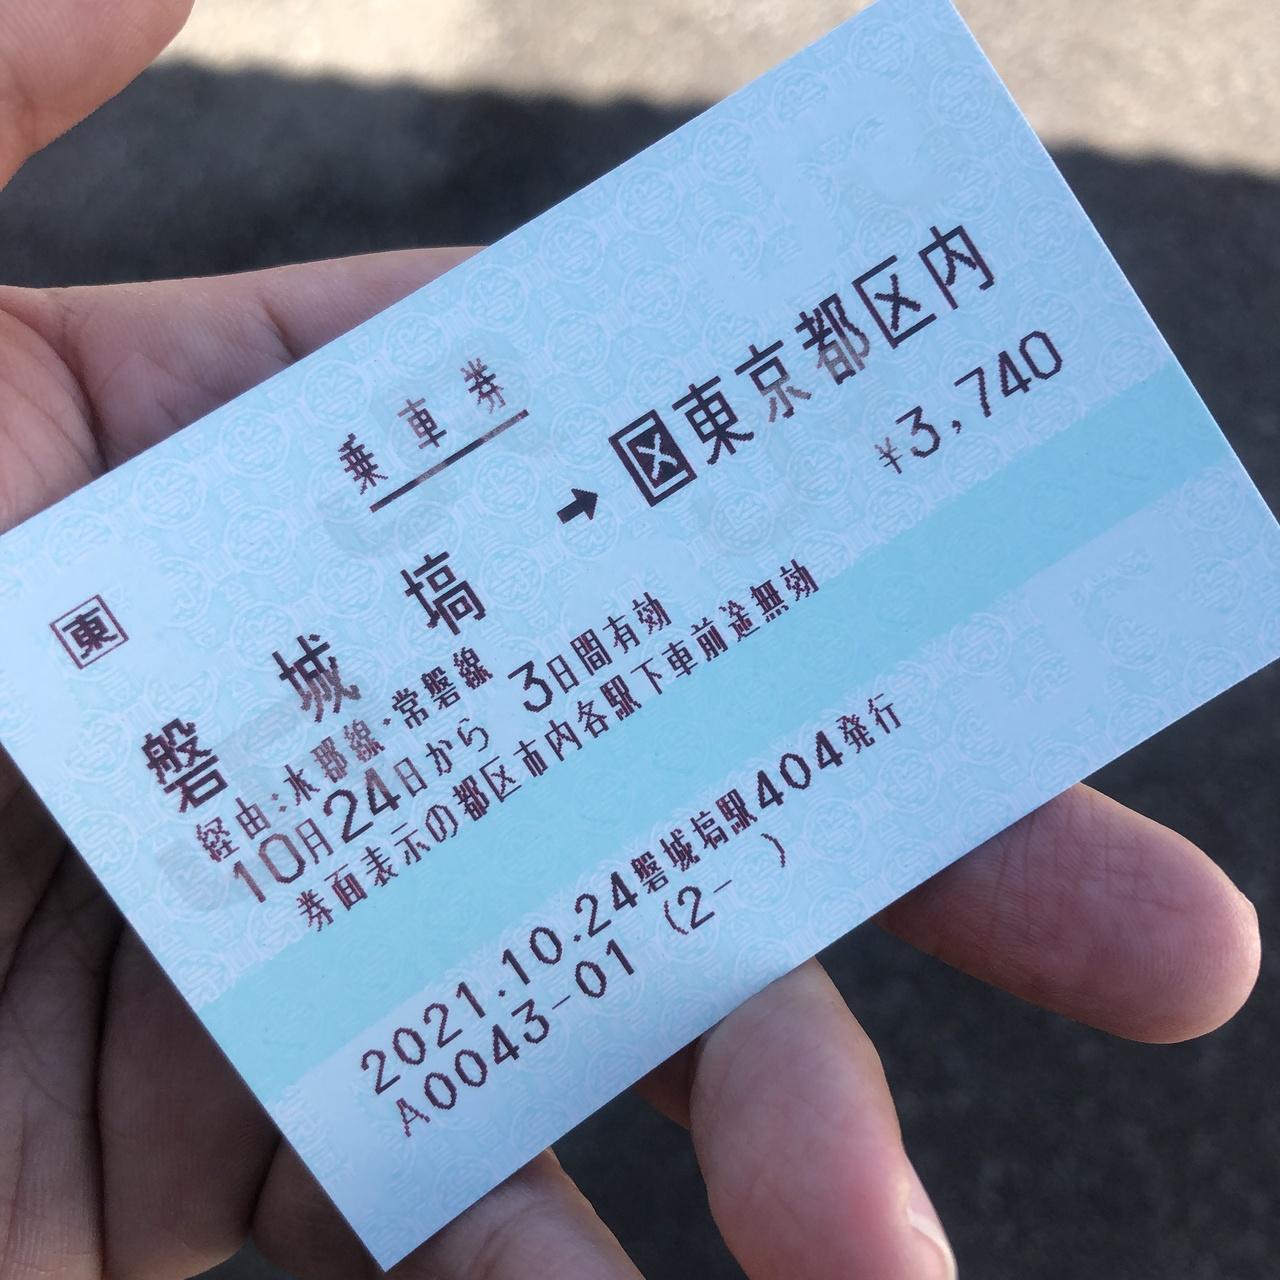 乗車券
東
磐城塙 → 区東京都区内
経由:水郡線・常磐線 ¥3,740
10月24日から 3日間有効
券面表示の都区市内各駅下車前途無効
2021.10.24磐城塙駅404発行
A0043-01 (2- )